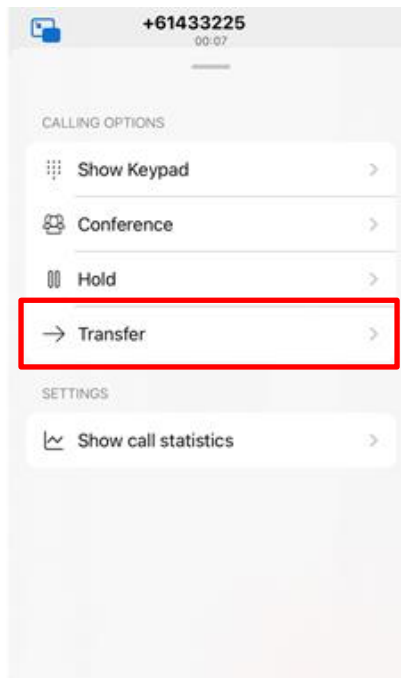 +61433225
00:07
CALLING OPTIONS
Show Keypad
Conference
Hold
Transfer
SETTINGS
Show call statistics